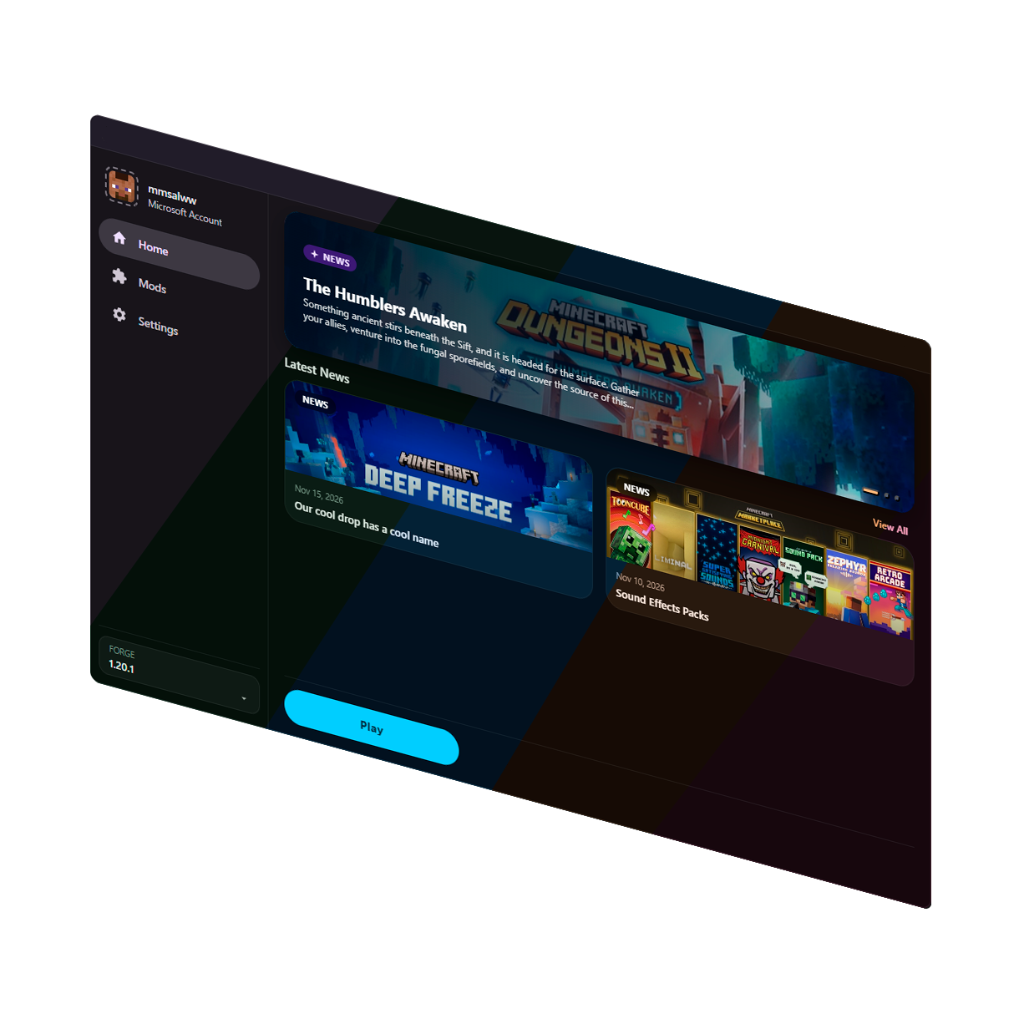 mmsalww
Microsoft Account
Home
Mods
Settings
FORGE
1.20.1
NEWS
The Humblers Awaken
Something ancient stirs beneath the Sift, and it is headed for the surface. Gather
your allies, venture into the fungal sporefields, and uncover the source of this...
MINECRAFT
DUNGEONS II
AWAKEN
Latest News
View All
NEWS
MINECRAFT
DEEP FREEZE
Nov 15, 2026
Our cool drop has a cool name
NEWS
MINECRAFT
MARKETPLACE
TOONCUBE
LIMINAL
SUPER
SOUNDS
CARNIVAL
SOUND PACK
ZEPHYR
RETRO
ARCADE
Nov 10, 2026
Sound Effects Packs
Play